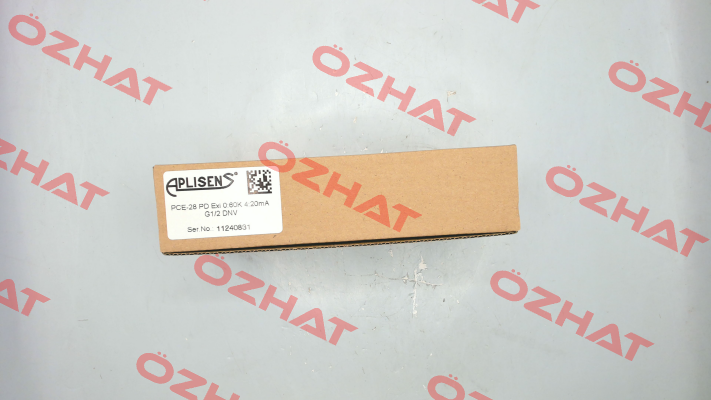 ÖZHAT
ÖZHAT
ÖZHAT
ÖZHAT
ÖZHAT
APLISENS
PCE-28 PD Exi 0.60K 4.20mA
G1/2 DNV
Ser.No.: 11240831
ÖZHAT
ÖZHAT
ÖZHAT
ÖZHAT